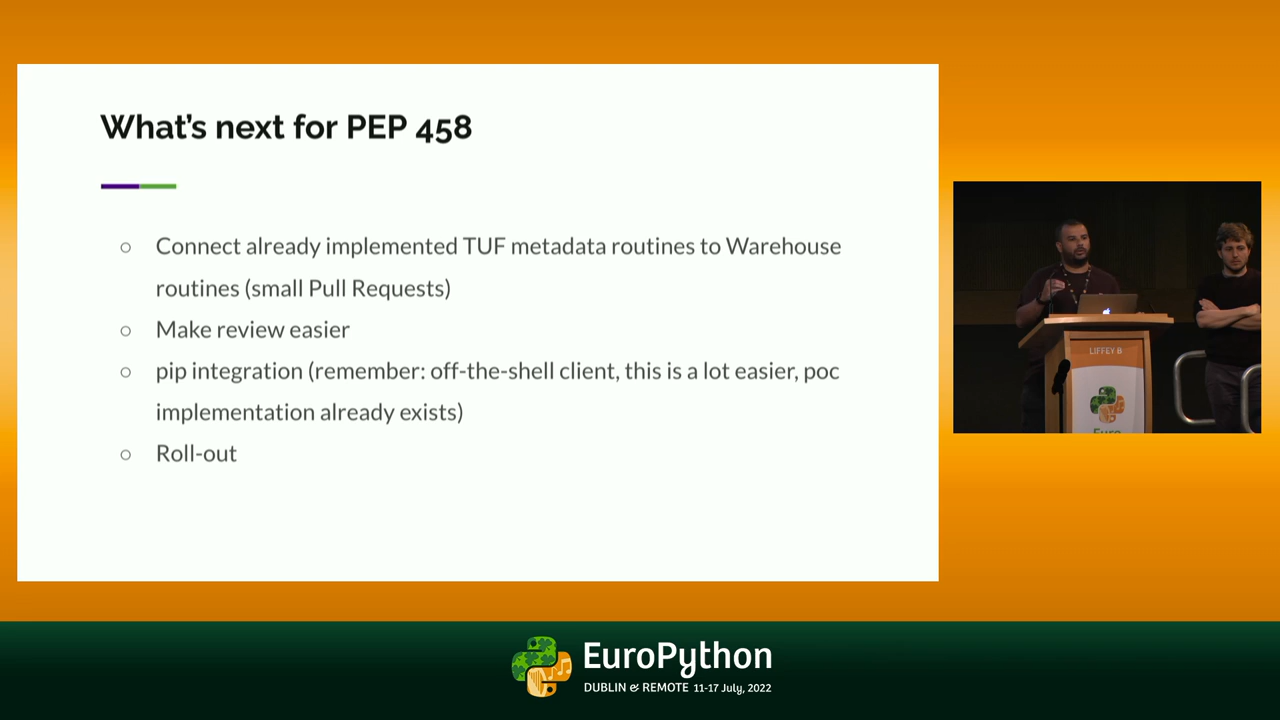 What's next for PEP 458
○ Connect already implemented TUF metadata routines to Warehouse
routines (small Pull Requests)
○ Make review easier
○ pip integration (remember: off-the-shell client, this is a lot easier, poc
implementation already exists)
○ Roll-out
LIFFEY B
Euro
EuroPython
DUBLIN & REMOTE 11-17 July, 2022